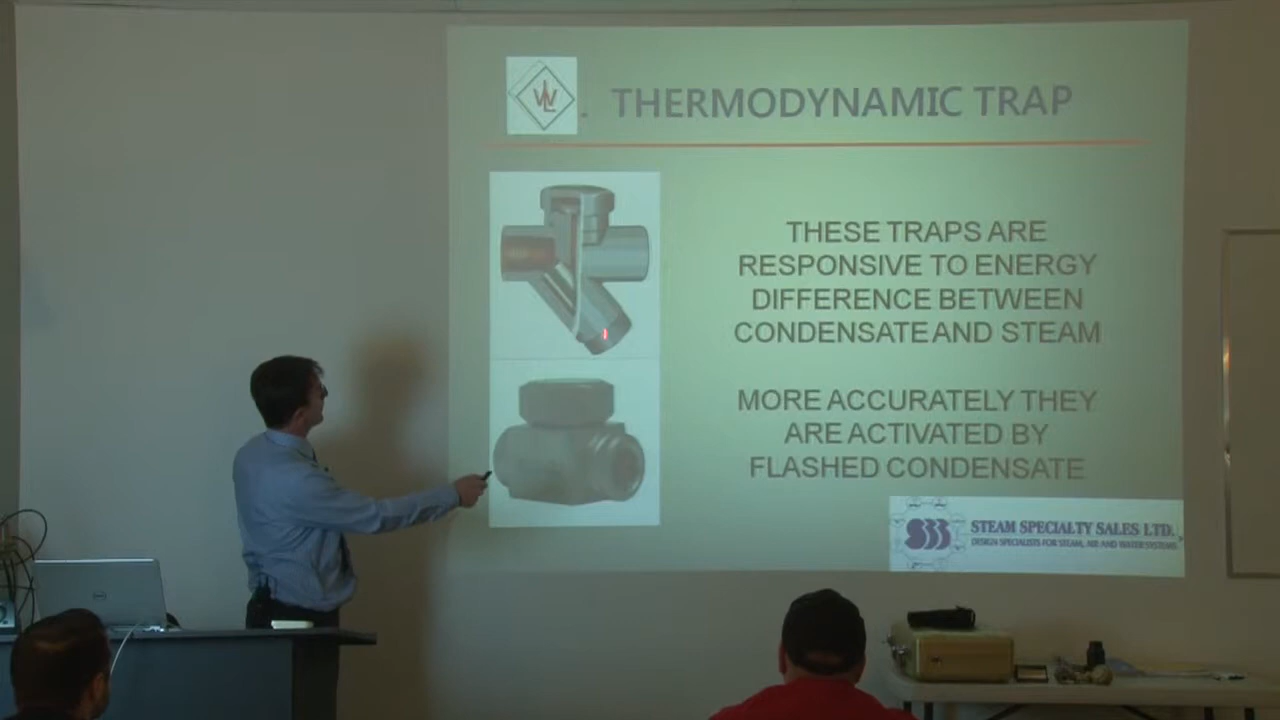 THERMODYNAMIC TRAP
THESE TRAPS ARE
RESPONSIVE TO ENERGY
DIFFERENCE BETWEEN
CONDENSATE AND STEAM
MORE ACCURATELY THEY
ARE ACTIVATED BY
FLASHED CONDENSATE
SSS
STEAM SPECIALTY SALES LTD.
DESIGN SPECIALISTS FOR STEAM, AIR AND WATER SYSTEMS